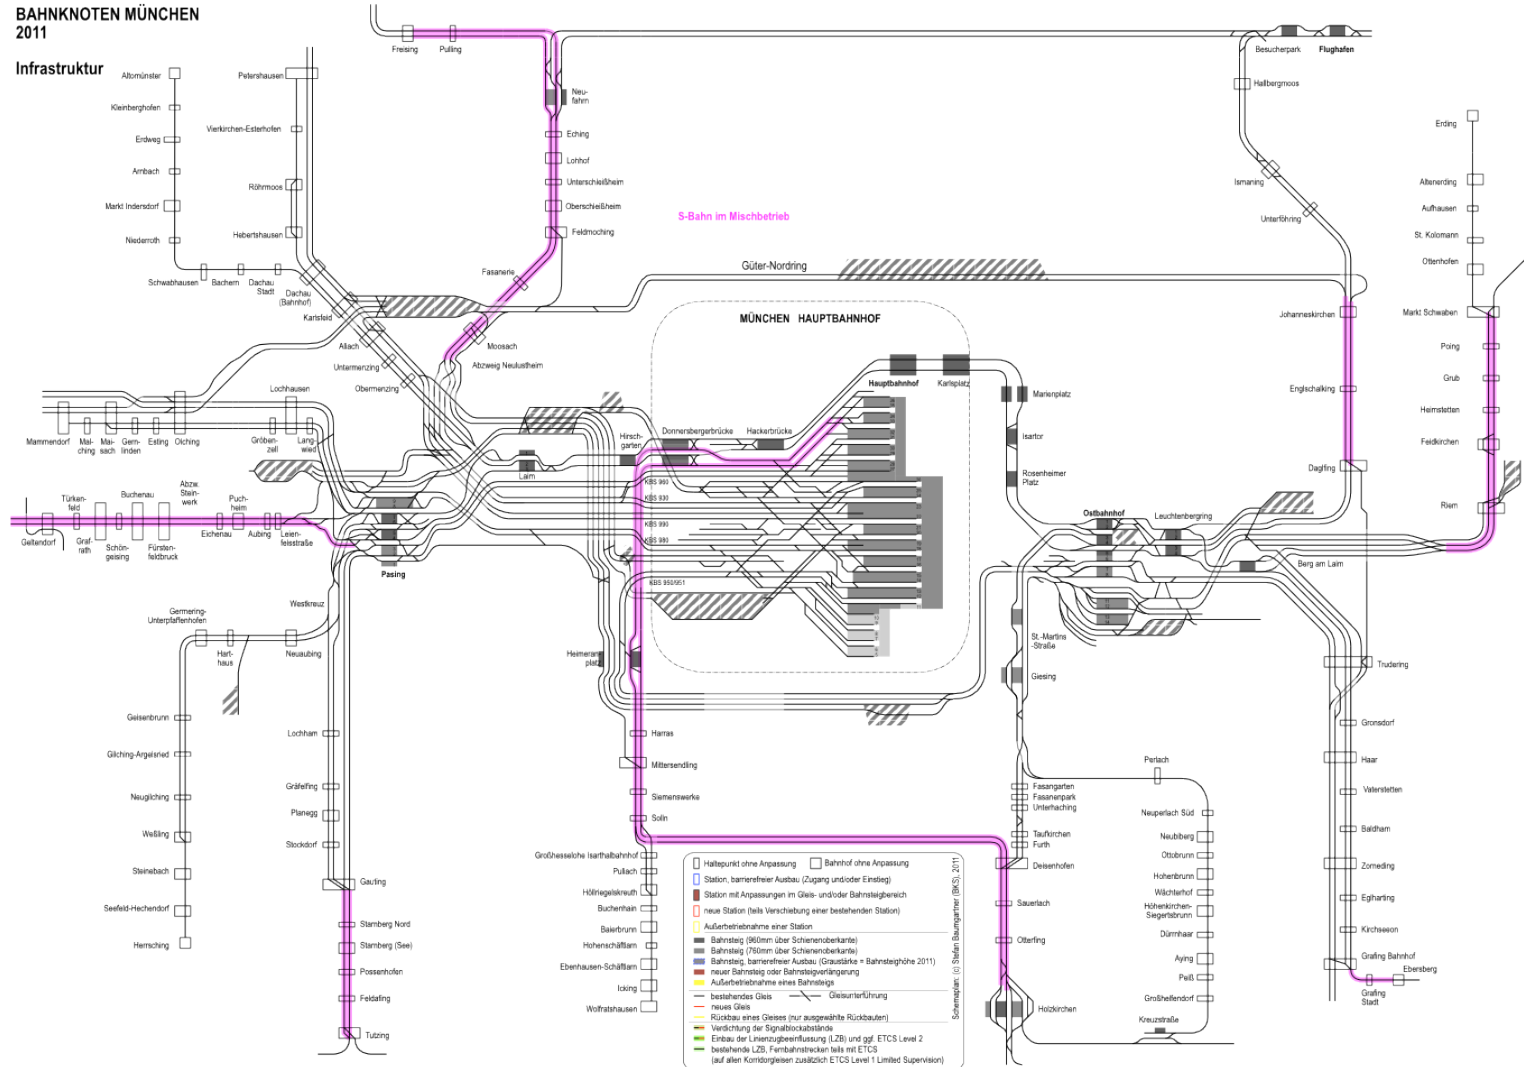 BAHNKNOTEN MÜNCHEN
2011
Infrastruktur
Altomünster
Kleinberghofen
Erdweg
Arnbach
Markt Indersdorf
Niederroth
Schwabhausen
Bachern
Dachau
Stadt
Dachau
(Bahnhof)
Petershausen
Vierkirchen-Esterhofen
Röhrmoos
Hebertshausen
Karlsfeld
Allach
Untermenzing
Obermenzing
Freising
Pulling
Neu-
fahrn
Eching
Lohhof
Unterschleißheim
Oberschleißheim
Feldmoching
Fasanerie
Moosach
Abzweig Neulustheim
S-Bahn im Mischbetrieb
Güter-Nordring
Besucherpark
Flughafen
Hallbergmoos
Ismaning
Unterföhring
Johanneskirchen
Englschalking
Daglfing
Erding
Altenerding
Aufhausen
St. Kolomann
Ottenhofen
Markt Schwaben
Poing
Grub
Heimstetten
Feldkirchen
Riem
MÜNCHEN HAUPTBAHNHOF
Hauptbahnhof
Karlsplatz
Marienplatz
Isartor
Rosenheimer
Platz
Ostbahnhof
Leuchtenbergring
Berg am Laim
Mammendorf
Mal-
ching
Mai-
sach
Gern-
linden
Esting
Olching
Gröben-
zell
Lochhausen
Lang-
wied
Laim
Hirsch-
garten
Donnersbergerbrücke
Hackerbrücke
KBS 960
KBS 930
KBS 990
KBS 980
KBS 950/951
Geltendorf
Türken-
feld
Graf-
rath
Schön-
geising
Buchenau
Fürsten-
feldbruck
Abzw.
Stein-
werk
Eichenau
Puch-
heim
Aubing
Leien-
felsstraße
Pasing
Westkreuz
Germering-
Unterpfaffenhofen
Hart-
haus
Neuaubing
Geisenbrunn
Gilching-Argelsried
Neugilching
Weßling
Steinebach
Seefeld-Hechendorf
Herrsching
Lochham
Gräfelfing
Planegg
Stockdorf
Gauting
Starnberg Nord
Starnberg (See)
Possenhofen
Feldafing
Tutzing
Heimeran-
platz
Harras
Mittersendling
Siemenswerke
Solln
Großhesselohe Isarthalbahnhof
Pullach
Höllriegelskreuth
Buchenhain
Baierbrunn
Hohenschäftlarn
Ebenhausen-Schäftlarn
Icking
Wolfratshausen
St.-Martins
-Straße
Giesing
Fasangarten
Fasanenpark
Unterhaching
Taufkirchen
Furth
Deisenhofen
Sauerlach
Otterfing
Holzkirchen
Perlach
Neuperlach Süd
Neubiberg
Ottobrunn
Hohenbrunn
Wächterhof
Höhenkirchen-
Siegertsbrunn
Dürrnhaar
Aying
Peiß
Großhelfendorf
Kreuzstraße
Trudering
Gronsdorf
Haar
Vaterstetten
Baldham
Zorneding
Eglharting
Kirchseeon
Grafing Bahnhof
Grafing
Stadt
Ebersberg
Haltepunkt ohne Anpassung
Bahnhof ohne Anpassung
Station, barrierefreier Ausbau (Zugang und/oder Einstieg)
Station mit Anpassungen im Gleis- und/oder Bahnsteigbereich
neue Station (teils Verschiebung einer bestehenden Station)
Außerbetriebnahme einer Station
Bahnsteig (960mm über Schienenoberkante)
Bahnsteig (760mm über Schienenoberkante)
Bahnsteig, barrierefreier Ausbau (Graustärke = Bahnsteighöhe 2011)
neuer Bahnsteig oder Bahnsteigverlängerung
Außerbetriebnahme eines Bahnsteigs
bestehendes Gleis
Gleisunterführung
neues Gleis
Rückbau eines Gleises (nur ausgewählte Rückbauten)
Verdichtung der Signalblockabstände
Einbau der Linienzugbeeinflussung (LZB) und ggf. ETCS Level 2
bestehende LZB, Fernbahnstrecken teils mit ETCS
(auf allen Korridorgleisen zusätzlich ETCS Level 1 Limited Supervision)
Schemaplan: (c) Stefan Baumgartner (BKS), 2011